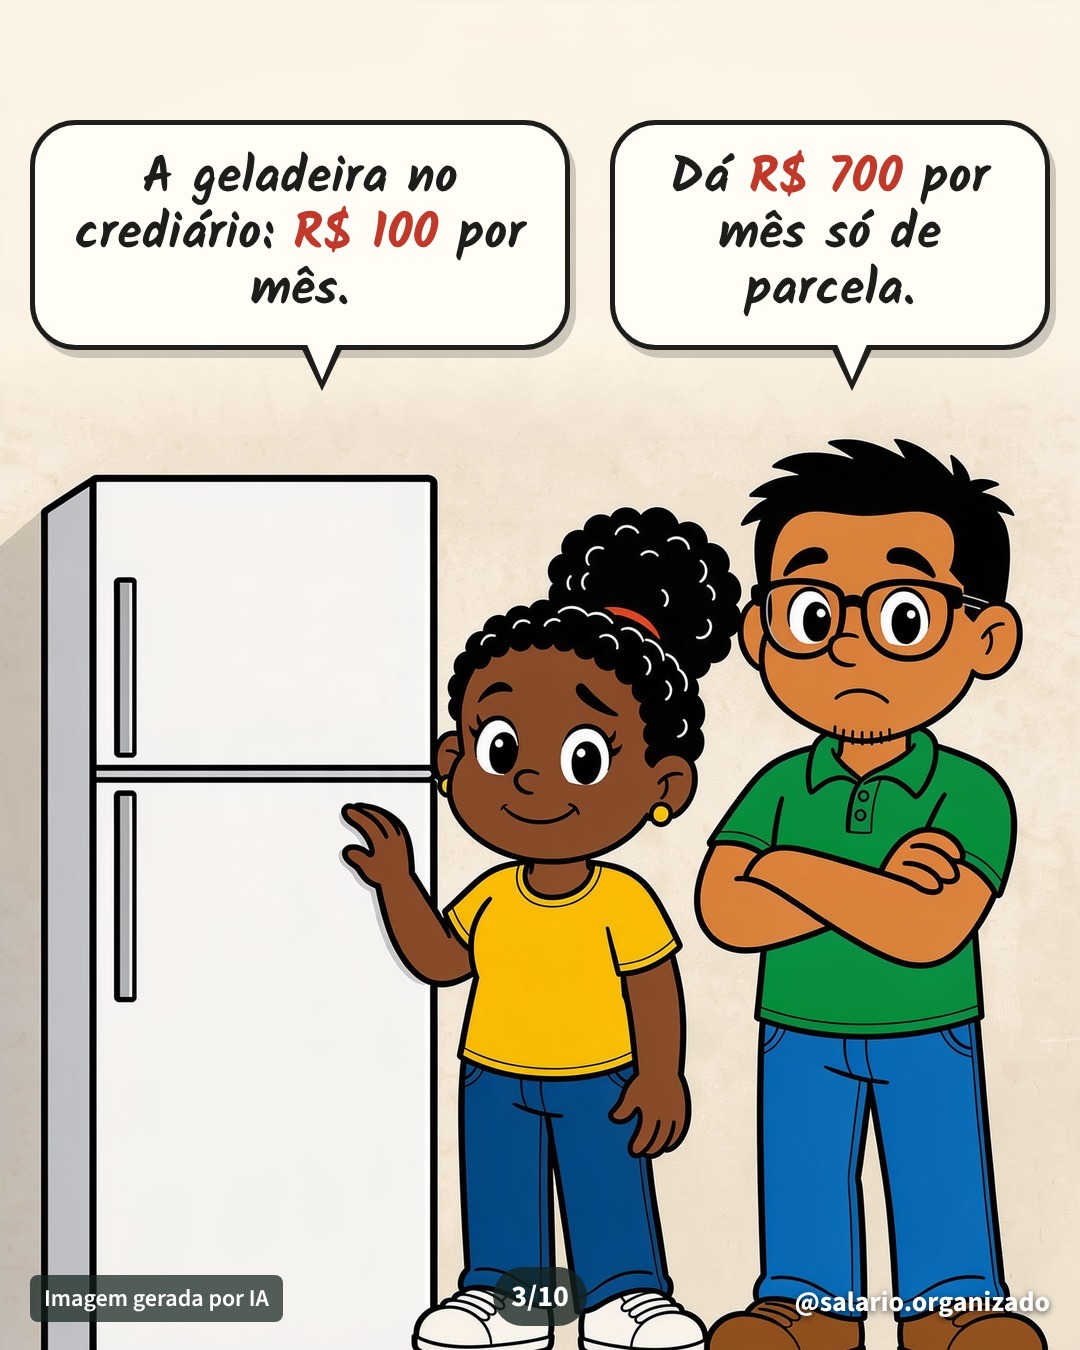 A geladeira no
crediário: R$ 100 por
mês.
Dá R$ 700 por
mês só de
parcela.
Imagem gerada por IA
3/10
@salario.organizado